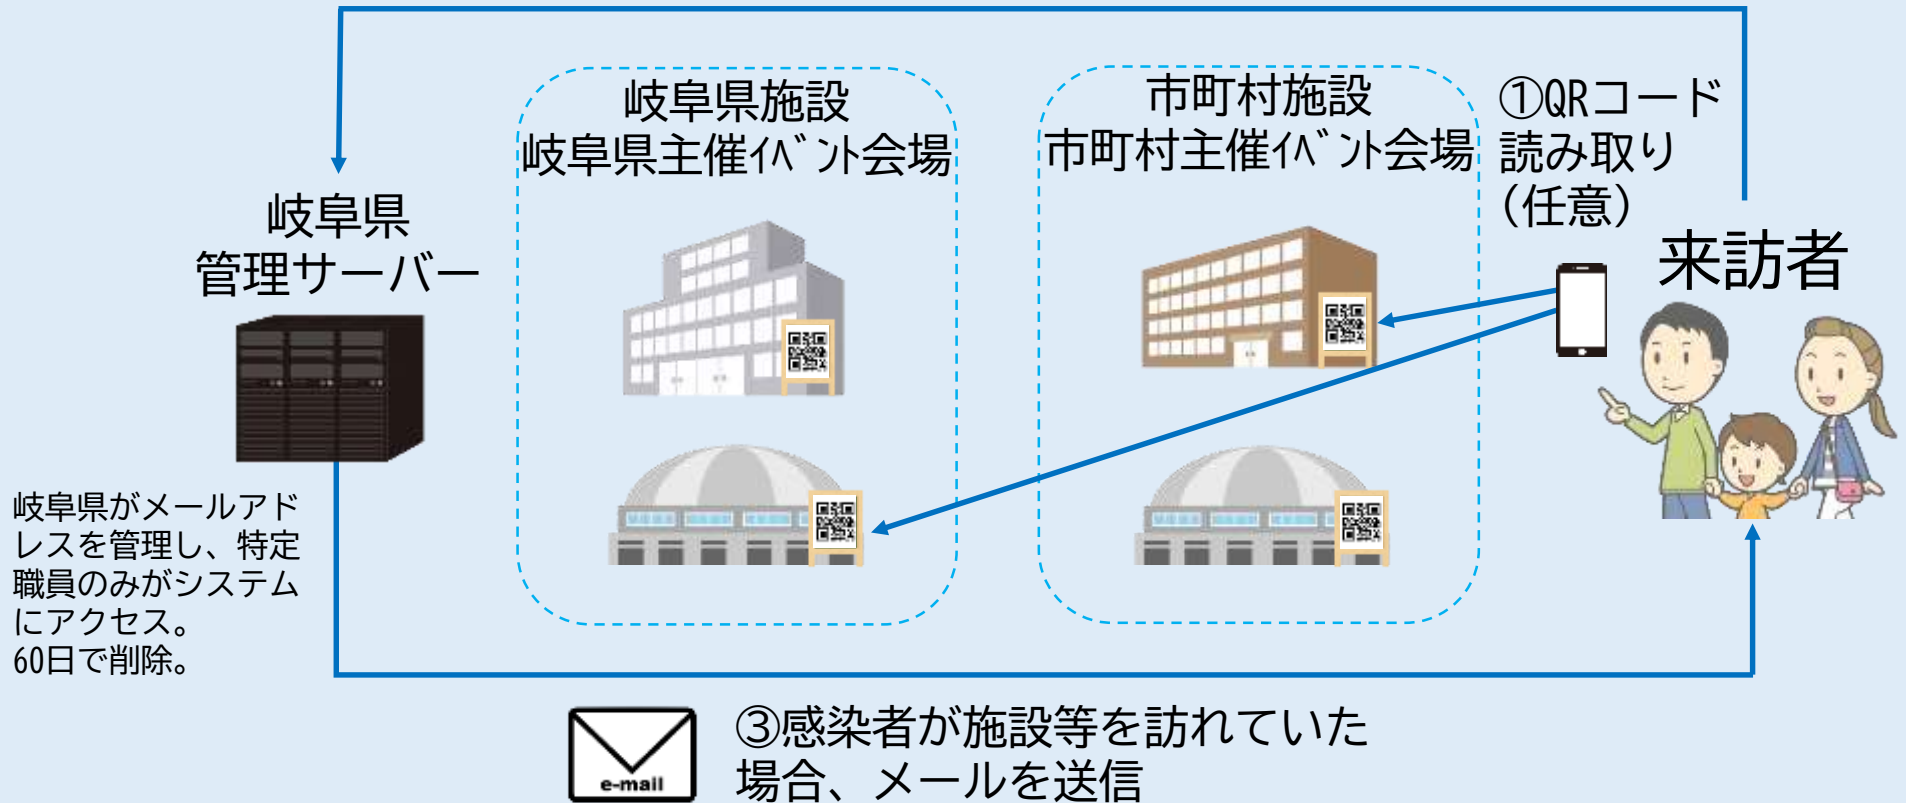 岐阜県施設
岐阜県主催ｲﾍﾞﾝﾄ会場
市町村施設
市町村主催ｲﾍﾞﾝﾄ会場
①QRコード
読み取り
(任意)
来訪者
岐阜県
管理サーバー
岐阜県がメールアド
レスを管理し、特定
職員のみがシステム
にアクセス。
60日で削除。
e-mail
③感染者が施設等を訪れていた
場合、メールを送信